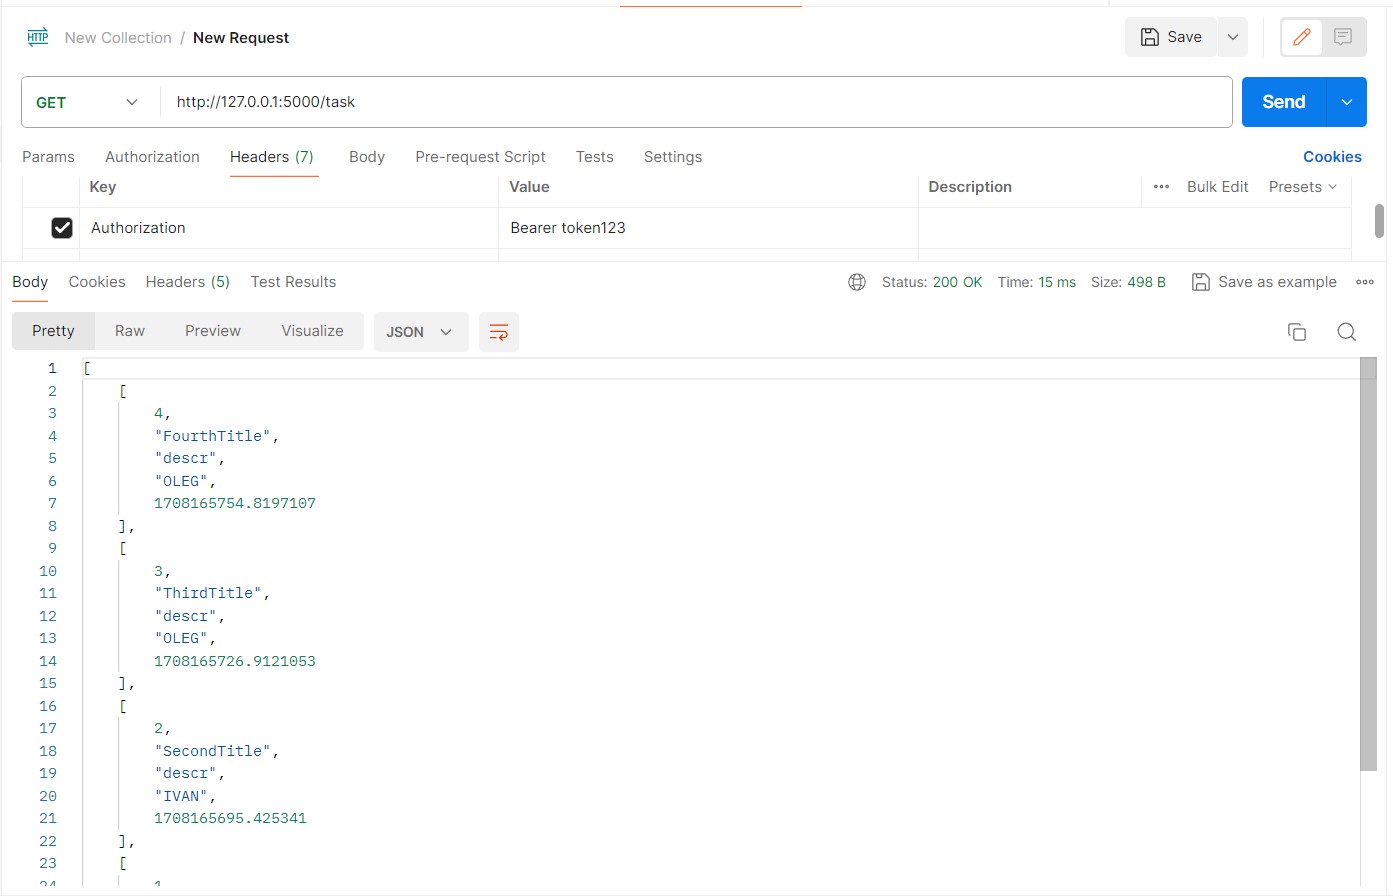 HTTP New Collection / New Request Save
GET http://127.0.0.1:5000/task Send
Params Authorization Headers (7) Body Pre-request Script Tests Settings Cookies
Key Value Description ••• Bulk Edit Presets
Authorization Bearer token123
Body Cookies Headers (5) Test Results Status: 200 OK Time: 15 ms Size: 498 B Save as example
Pretty Raw Preview Visualize JSON
1 [
2 [
3 4,
4 "FourthTitle",
5 "descr",
6 "OLEG",
7 1708165754.8197107
8 ],
9 [
10 3,
11 "ThirdTitle",
12 "descr",
13 "OLEG",
14 1708165726.9121053
15 ],
16 [
17 2,
18 "SecondTitle",
19 "descr",
20 "IVAN",
21 1708165695.425341
22 ],
23 [
24 1